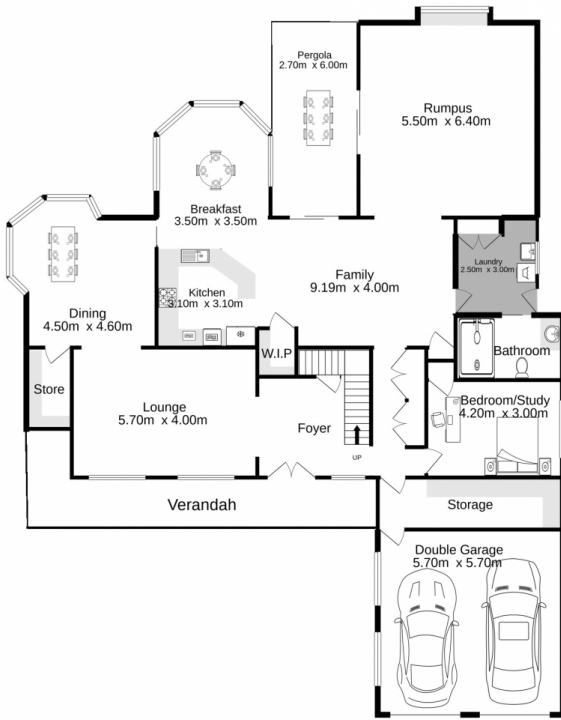 Pergola
2.70m x 6.00m
Rumpus
5.50m x 6.40m
Breakfast
3.50m x 3.50m
Laundry
2.50m x 3.00m
Family
9.19m x 4.00m
Kitchen
3.10m x 3.10m
Dining
4.50m x 4.60m
W.I.P
Bathroom
Store
Lounge
5.70m x 4.00m
Bedroom/Study
4.20m x 3.00m
Foyer
UP
Verandah
Storage
Double Garage
5.70m x 5.70m